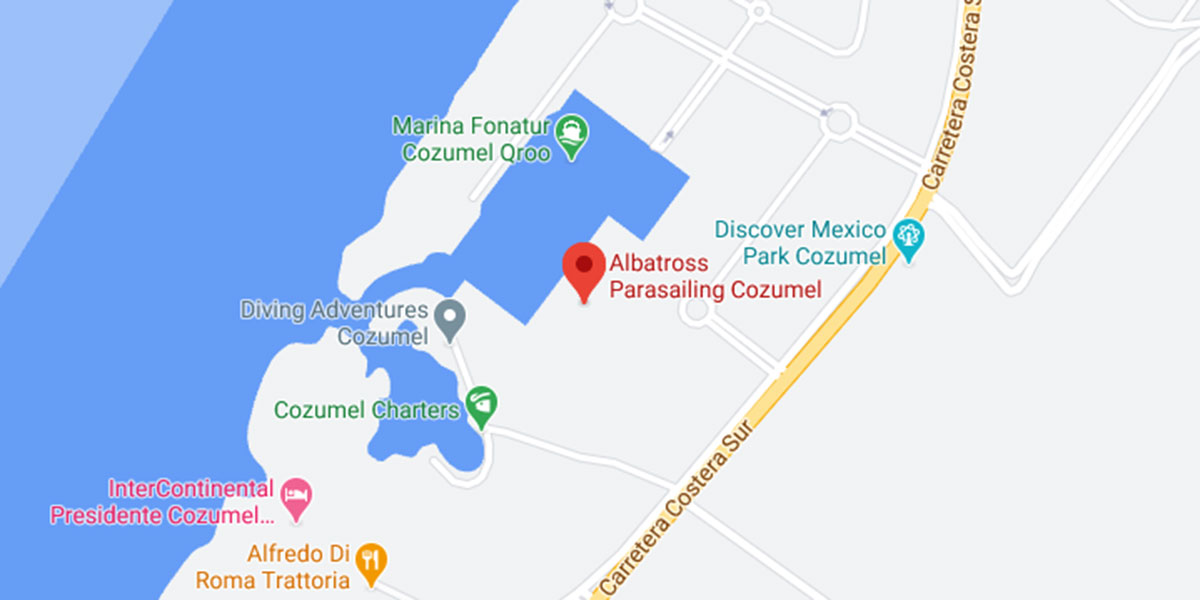 Carretera Costera S
Marina Fonatur
Cozumel Qroo
Discover Mexico
Park Cozumel
Albatross
Parasailing Cozumel
Diving Adventures
Cozumel
Cozumel Charters
Carretera Costera Sur
InterContinental
Presidente Cozumel...
Alfredo Di
Roma Trattoria